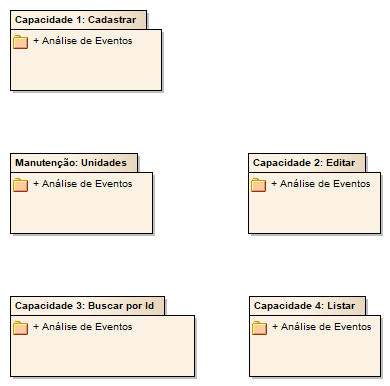 Capacidade 1: Cadastrar
+ Análise de Eventos
Manutenção: Unidades
+ Análise de Eventos
Capacidade 2: Editar
+ Análise de Eventos
Capacidade 3: Buscar por Id
+ Análise de Eventos
Capacidade 4: Listar
+ Análise de Eventos